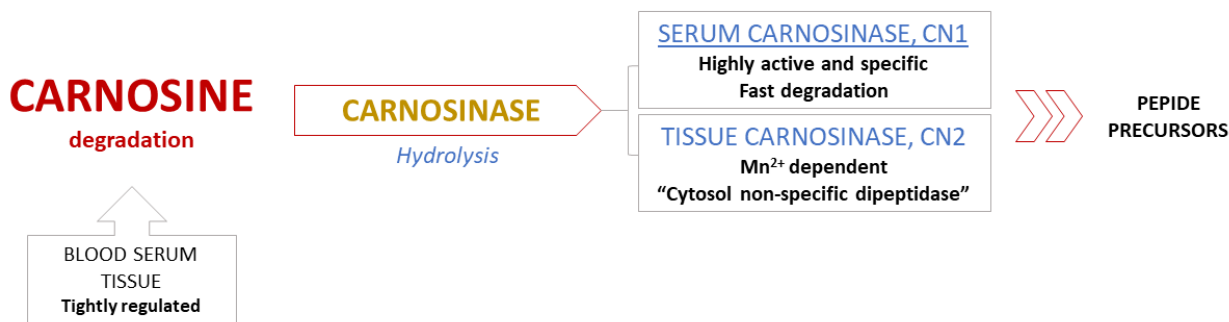 CARNOSINE
degradation
BLOOD SERUM
TISSUE
Tightly regulated
CARNOSINASE
Hydrolysis
SERUM CARNOSINASE, CN1
Highly active and specific
Fast degradation
TISSUE CARNOSINASE, CN2
Mn²⁺ dependent
“Cytosol non-specific dipeptidase”
PEPIDE
PRECURSORS